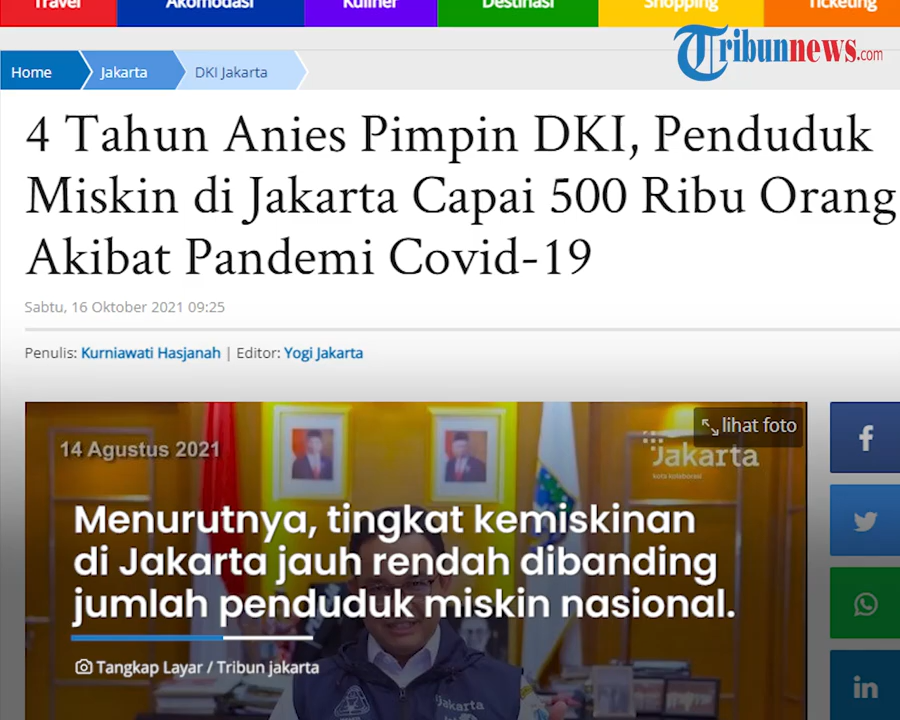 Travel Akomodasi Kuliner Destinasi Shopping Ticketing
Tribunnews.com
Home Jakarta DKI Jakarta
4 Tahun Anies Pimpin DKI, Penduduk
Miskin di Jakarta Capai 500 Ribu Orang
Akibat Pandemi Covid-19
Sabtu, 16 Oktober 2021 09:25
Penulis: Kurniawati Hasjanah | Editor: Yogi Jakarta
lihat foto
14 Agustus 2021
Jakarta
kota kolaborasi
Menurutnya, tingkat kemiskinan
di Jakarta jauh rendah dibanding
jumlah penduduk miskin nasional.
Tangkap Layar / Tribun jakarta
Jakarta